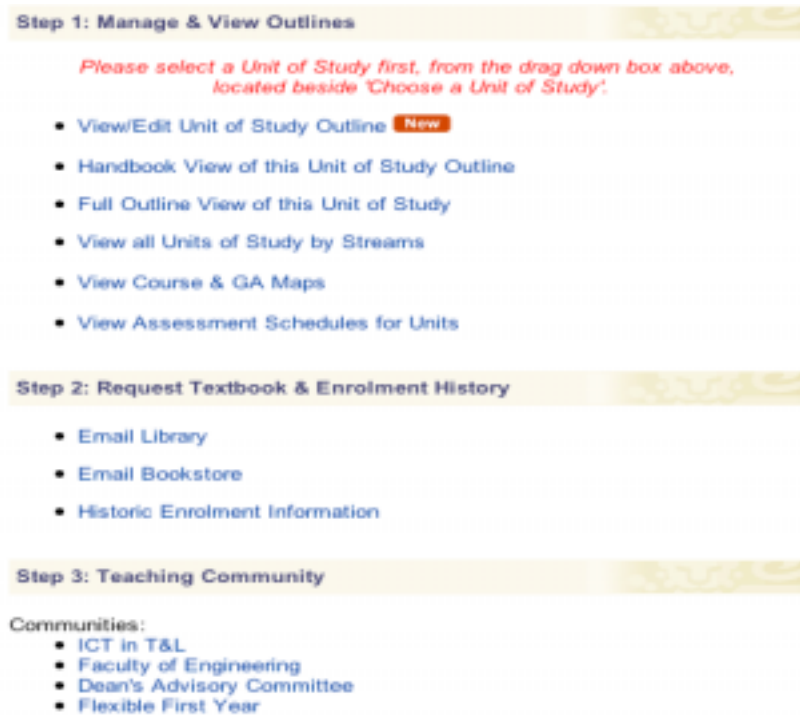 Step 1: Manage & View Outlines
Please select a Unit of Study first, from the drag down box above,
located beside 'Choose a Unit of Study'.
View/Edit Unit of Study Outline New
Handbook View of this Unit of Study Outline
Full Outline View of this Unit of Study
View all Units of Study by Streams
View Course & GA Maps
View Assessment Schedules for Units
Step 2: Request Textbook & Enrolment History
Email Library
Email Bookstore
Historic Enrolment Information
Step 3: Teaching Community
Communities:
ICT in T&L
Faculty of Engineering
Dean's Advisory Committee
Flexible First Year